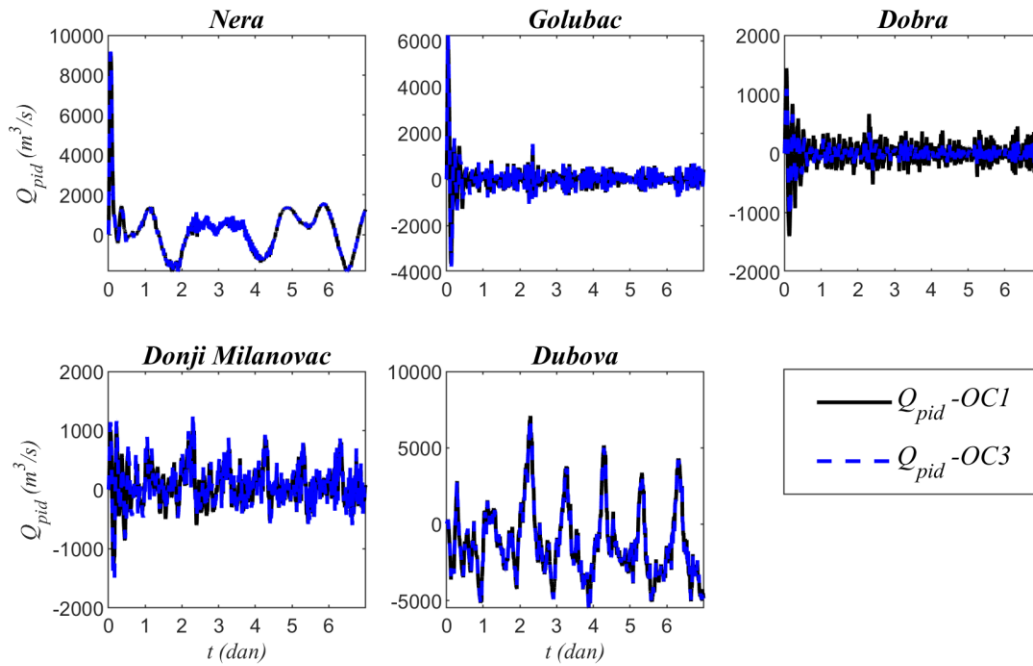 Nera
Golubac
Dobra
10000
8000
6000
4000
2000
0
Q_pid (m^3/s)
0 1 2 3 4 5 6
6000
4000
2000
0
-2000
-4000
0 1 2 3 4 5 6
2000
1000
0
-1000
-2000
0 1 2 3 4 5 6
Donji Milanovac
Dubova
2000
1000
0
-1000
-2000
Q_pid (m^3/s)
0 1 2 3 4 5 6
t (dan)
10000
5000
0
-5000
0 1 2 3 4 5 6
t (dan)
Q_pid -OC1
Q_pid -OC3